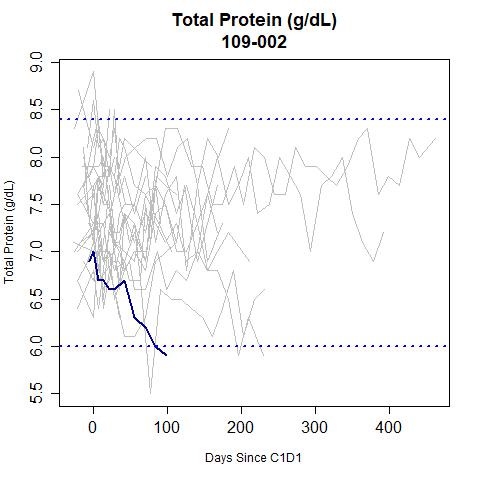 Total Protein (g/dL)
109-002
Total Protein (g/dL)
9.0
8.5
8.0
7.5
7.0
6.5
6.0
5.5
0 100 200 300 400
Days Since C1D1